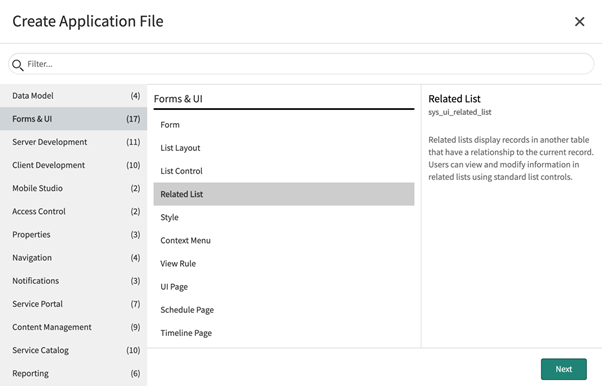 Create Application File
Filter...
Data Model (4)
Forms & UI (17)
Server Development (11)
Client Development (10)
Mobile Studio (2)
Access Control (2)
Properties (3)
Navigation (4)
Notifications (3)
Service Portal (7)
Content Management (9)
Service Catalog (10)
Reporting (6)
Forms & UI
Form
List Layout
List Control
Related List
Style
Context Menu
View Rule
UI Page
Schedule Page
Timeline Page
Related List
sys_ui_related_list
Related lists display records in another table
that have a relationship to the current record.
Users can view and modify information in
related lists using standard list controls.
Next